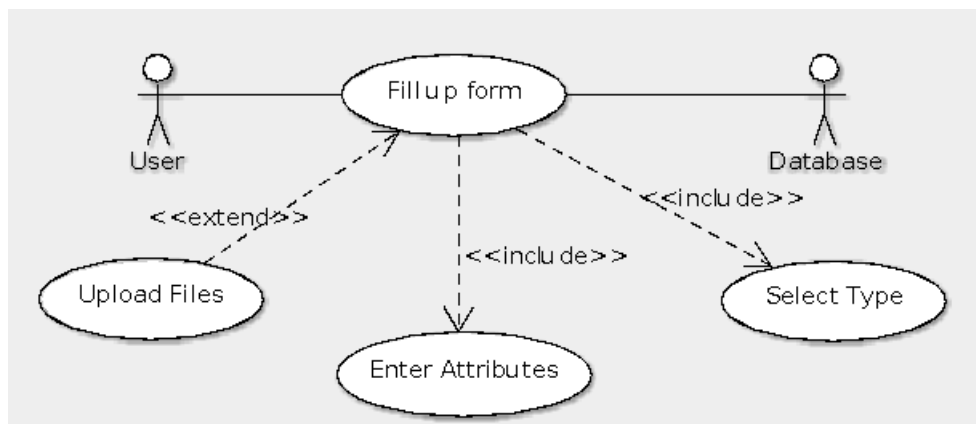 Fill up form
User
Database
<<extend>>
<<include>>
<<include>>
Upload Files
Select Type
Enter Attributes